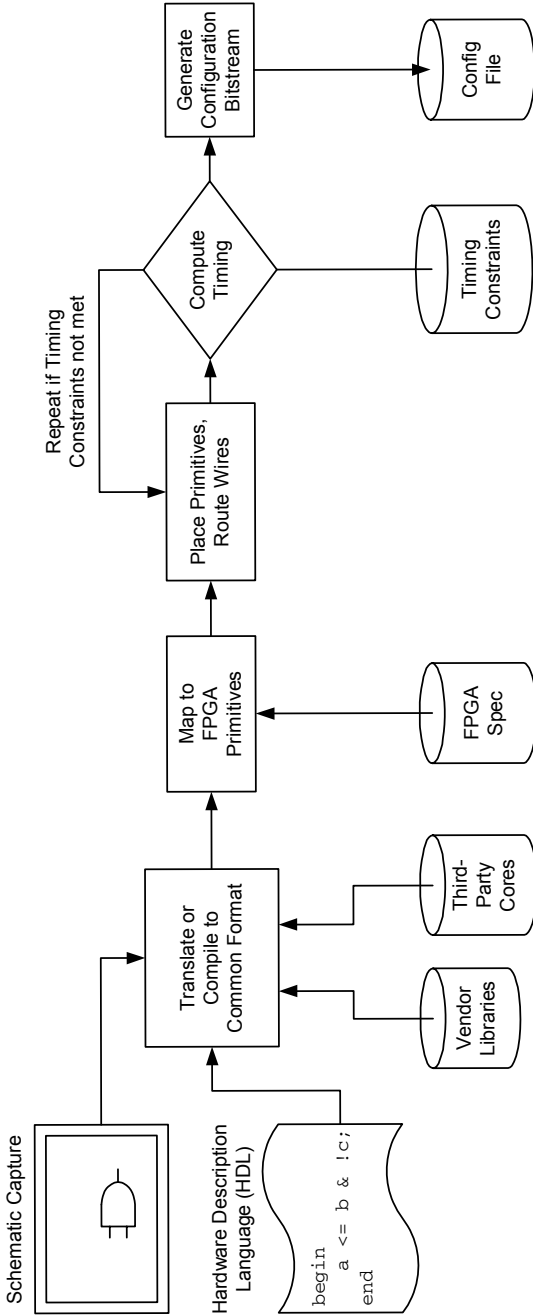 Schematic Capture
Hardware Description
Language (HDL)
begin
a <= b & !c;
end
Translate or
Compile to
Common Format
Vendor
Libraries
Third-
Party
Cores
Map to
FPGA
Primitives
FPGA
Spec
Place Primitives,
Route Wires
Repeat if Timing
Constraints not met
Compute
Timing
Timing
Constraints
Generate
Configuration
Bitstream
Config
File